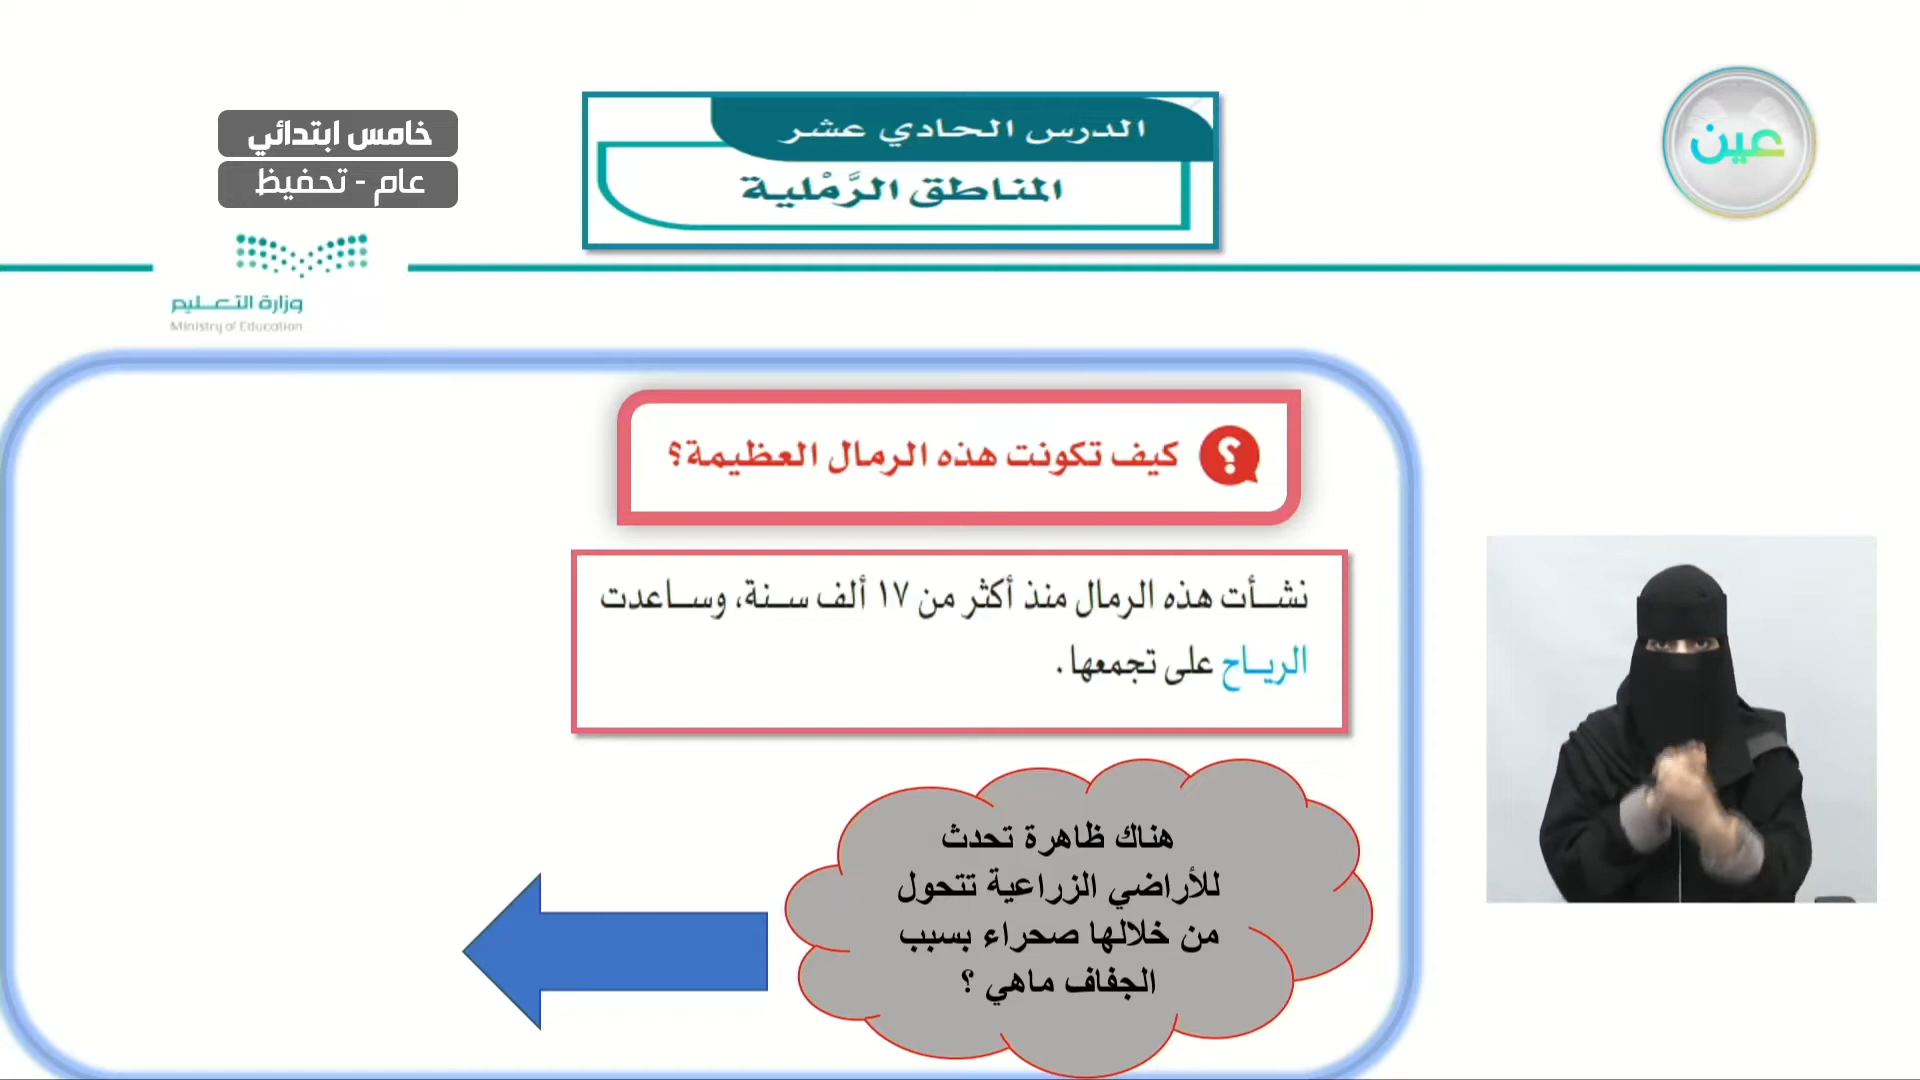 خامس ابتدائي
عام - تحفيظ
وزارة التعليم
Ministry of Education
الدرس الحادي عشر
المناطق الرَّمْلية
عين
كيف تكونت هذه الرمال العظيمة؟
؟
نشأت هذه الرمال منذ أكثر من ١٧ ألف سنة، وساعدت
الرياح على تجمعها.
هناك ظاهرة تحدث
للأراضي الزراعية تتحول
من خلالها صحراء بسبب
الجفاف ماهي ؟